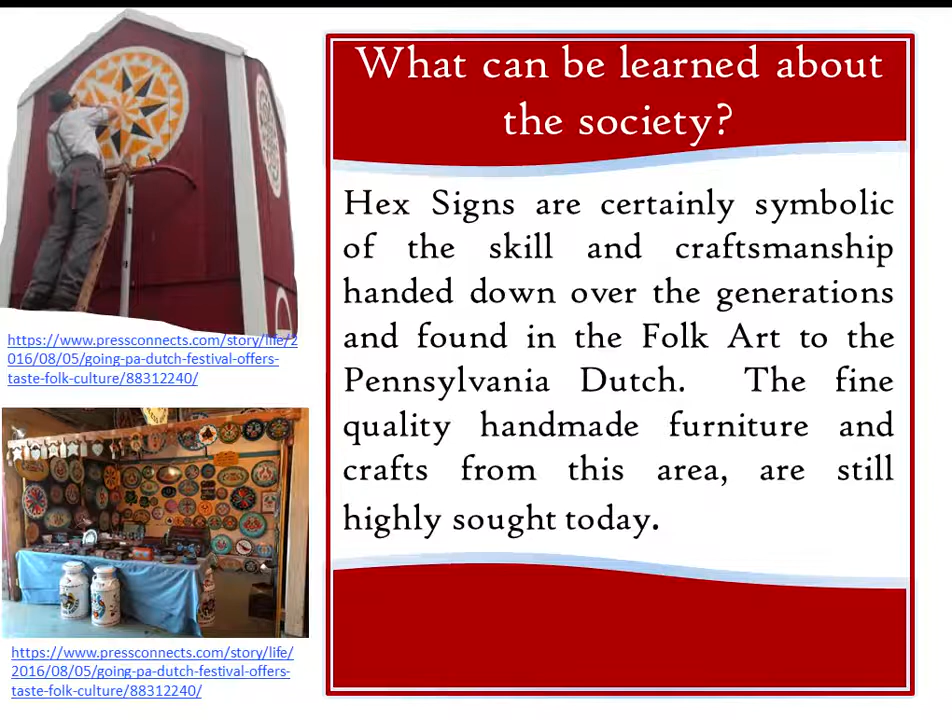 What can be learned about
the society?
Hex Signs are certainly symbolic
of the skill and craftsmanship
handed down over the generations
and found in the Folk Art to the
Pennsylvania Dutch. The fine
quality handmade furniture and
crafts from this area, are still
highly sought today.
https://www.pressconnects.com/story/life/2
016/08/05/going-pa-dutch-festival-offers-
taste-folk-culture/88312240/
https://www.pressconnects.com/story/life/
2016/08/05/going-pa-dutch-festival-offers-
taste-folk-culture/88312240/